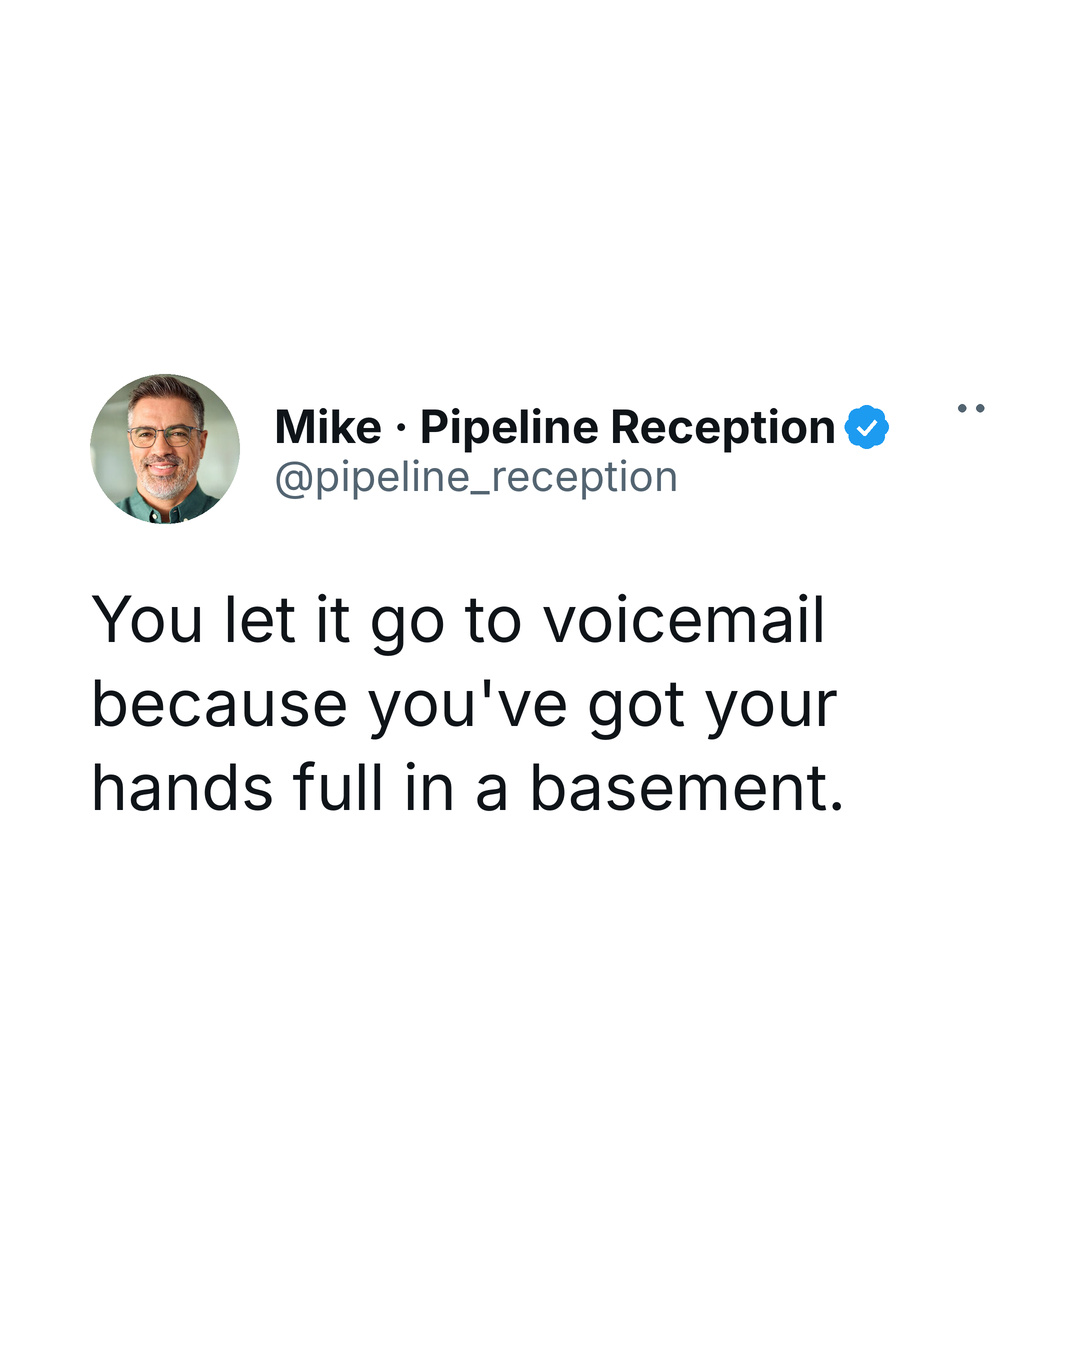 Mike · Pipeline Reception
@pipeline_reception
You let it go to voicemail
because you've got your
hands full in a basement.